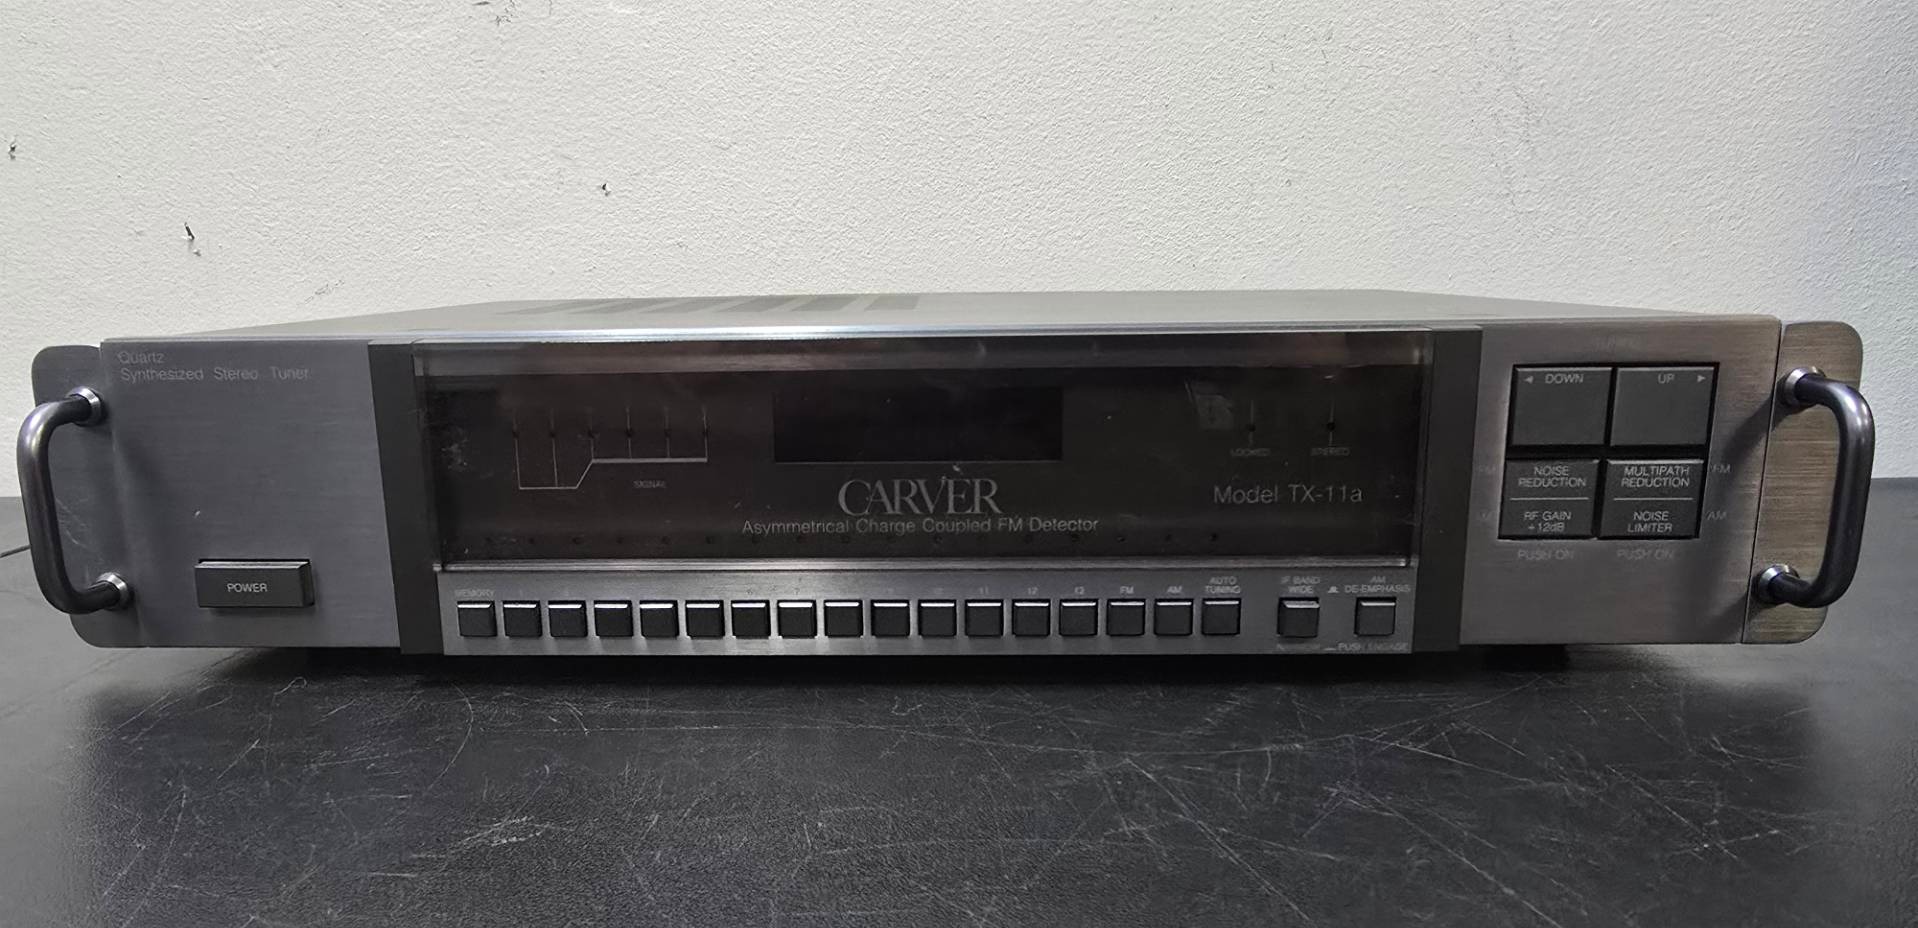 Quartz
Synthesized Stereo Tuner
TUNING
◄ DOWN
UP ►
SIGNAL
LOCKED
STEREO
CARVER
Model TX-11a
Asymmetrical Charge Coupled FM Detector
FM
NOISE
REDUCTION
MULTIPATH
REDUCTION
FM
AM
RF GAIN
+12dB
NOISE
LIMITER
AM
PUSH ON
PUSH ON
POWER
MEMORY
11
12
13
FM
AM
AUTO
TUNING
IF BAND
WIDE
AM
DE-EMPHASIS
PUSH ENGAGE